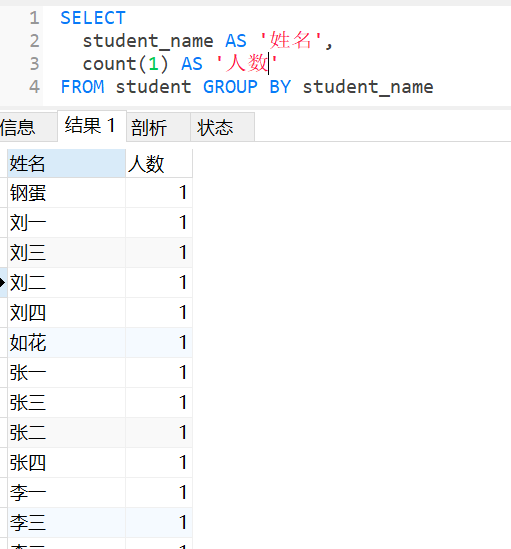 1 SELECT
2 student_name AS '姓名',
3 count(1) AS '人数'
4 FROM student GROUP BY student_name
信息 结果 1 剖析 状态
姓名 人数
钢蛋 1
刘一 1
刘三 1
刘二 1
刘四 1
如花 1
张一 1
张三 1
张二 1
张四 1
李一 1
李三 1